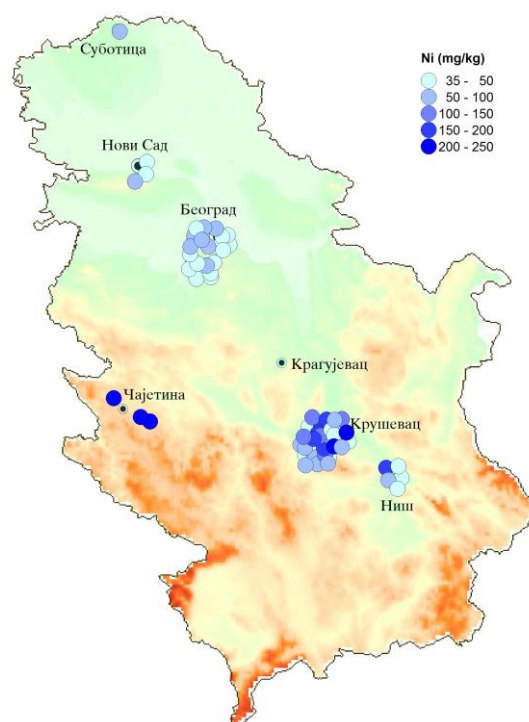 Суботица
Ni (mg/kg)
35 - 50
50 - 100
100 - 150
150 - 200
200 - 250
Нови Сад
Београд
Крагујевац
Чајетина
Крушевац
Ниш